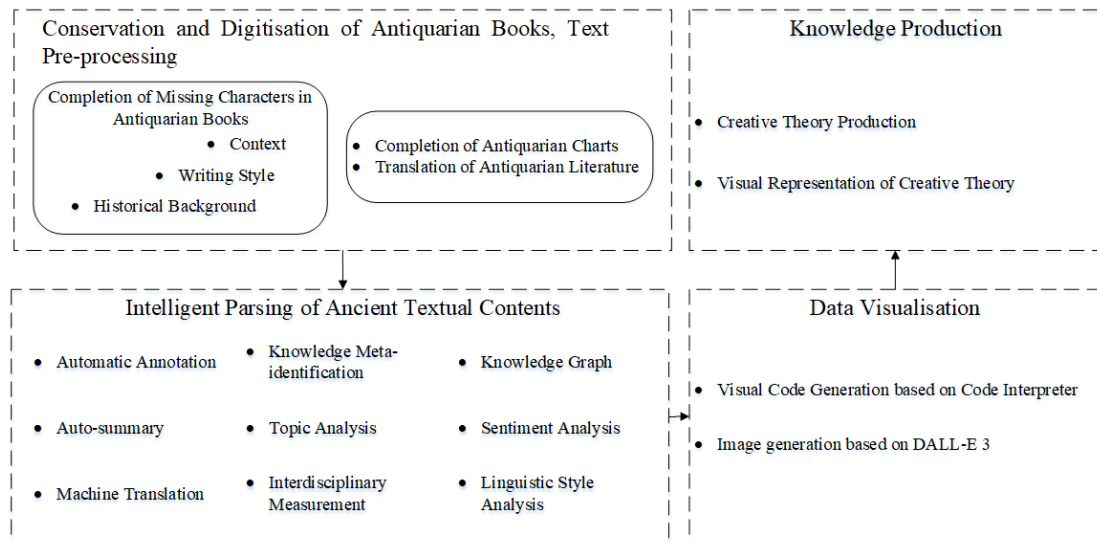 Conservation and Digitisation of Antiquarian Books, Text
Pre-processing
Completion of Missing Characters in
Antiquarian Books
• Context
• Writing Style
• Historical Background
• Completion of Antiquarian Charts
• Translation of Antiquarian Literature
Knowledge Production
• Creative Theory Production
• Visual Representation of Creative Theory
Intelligent Parsing of Ancient Textual Contents
• Automatic Annotation
• Knowledge Meta-
identification
• Knowledge Graph
• Auto-summary
• Topic Analysis
• Sentiment Analysis
• Machine Translation
• Interdisciplinary
Measurement
• Linguistic Style
Analysis
Data Visualisation
• Visual Code Generation based on Code Interpreter
• Image generation based on DALL-E 3